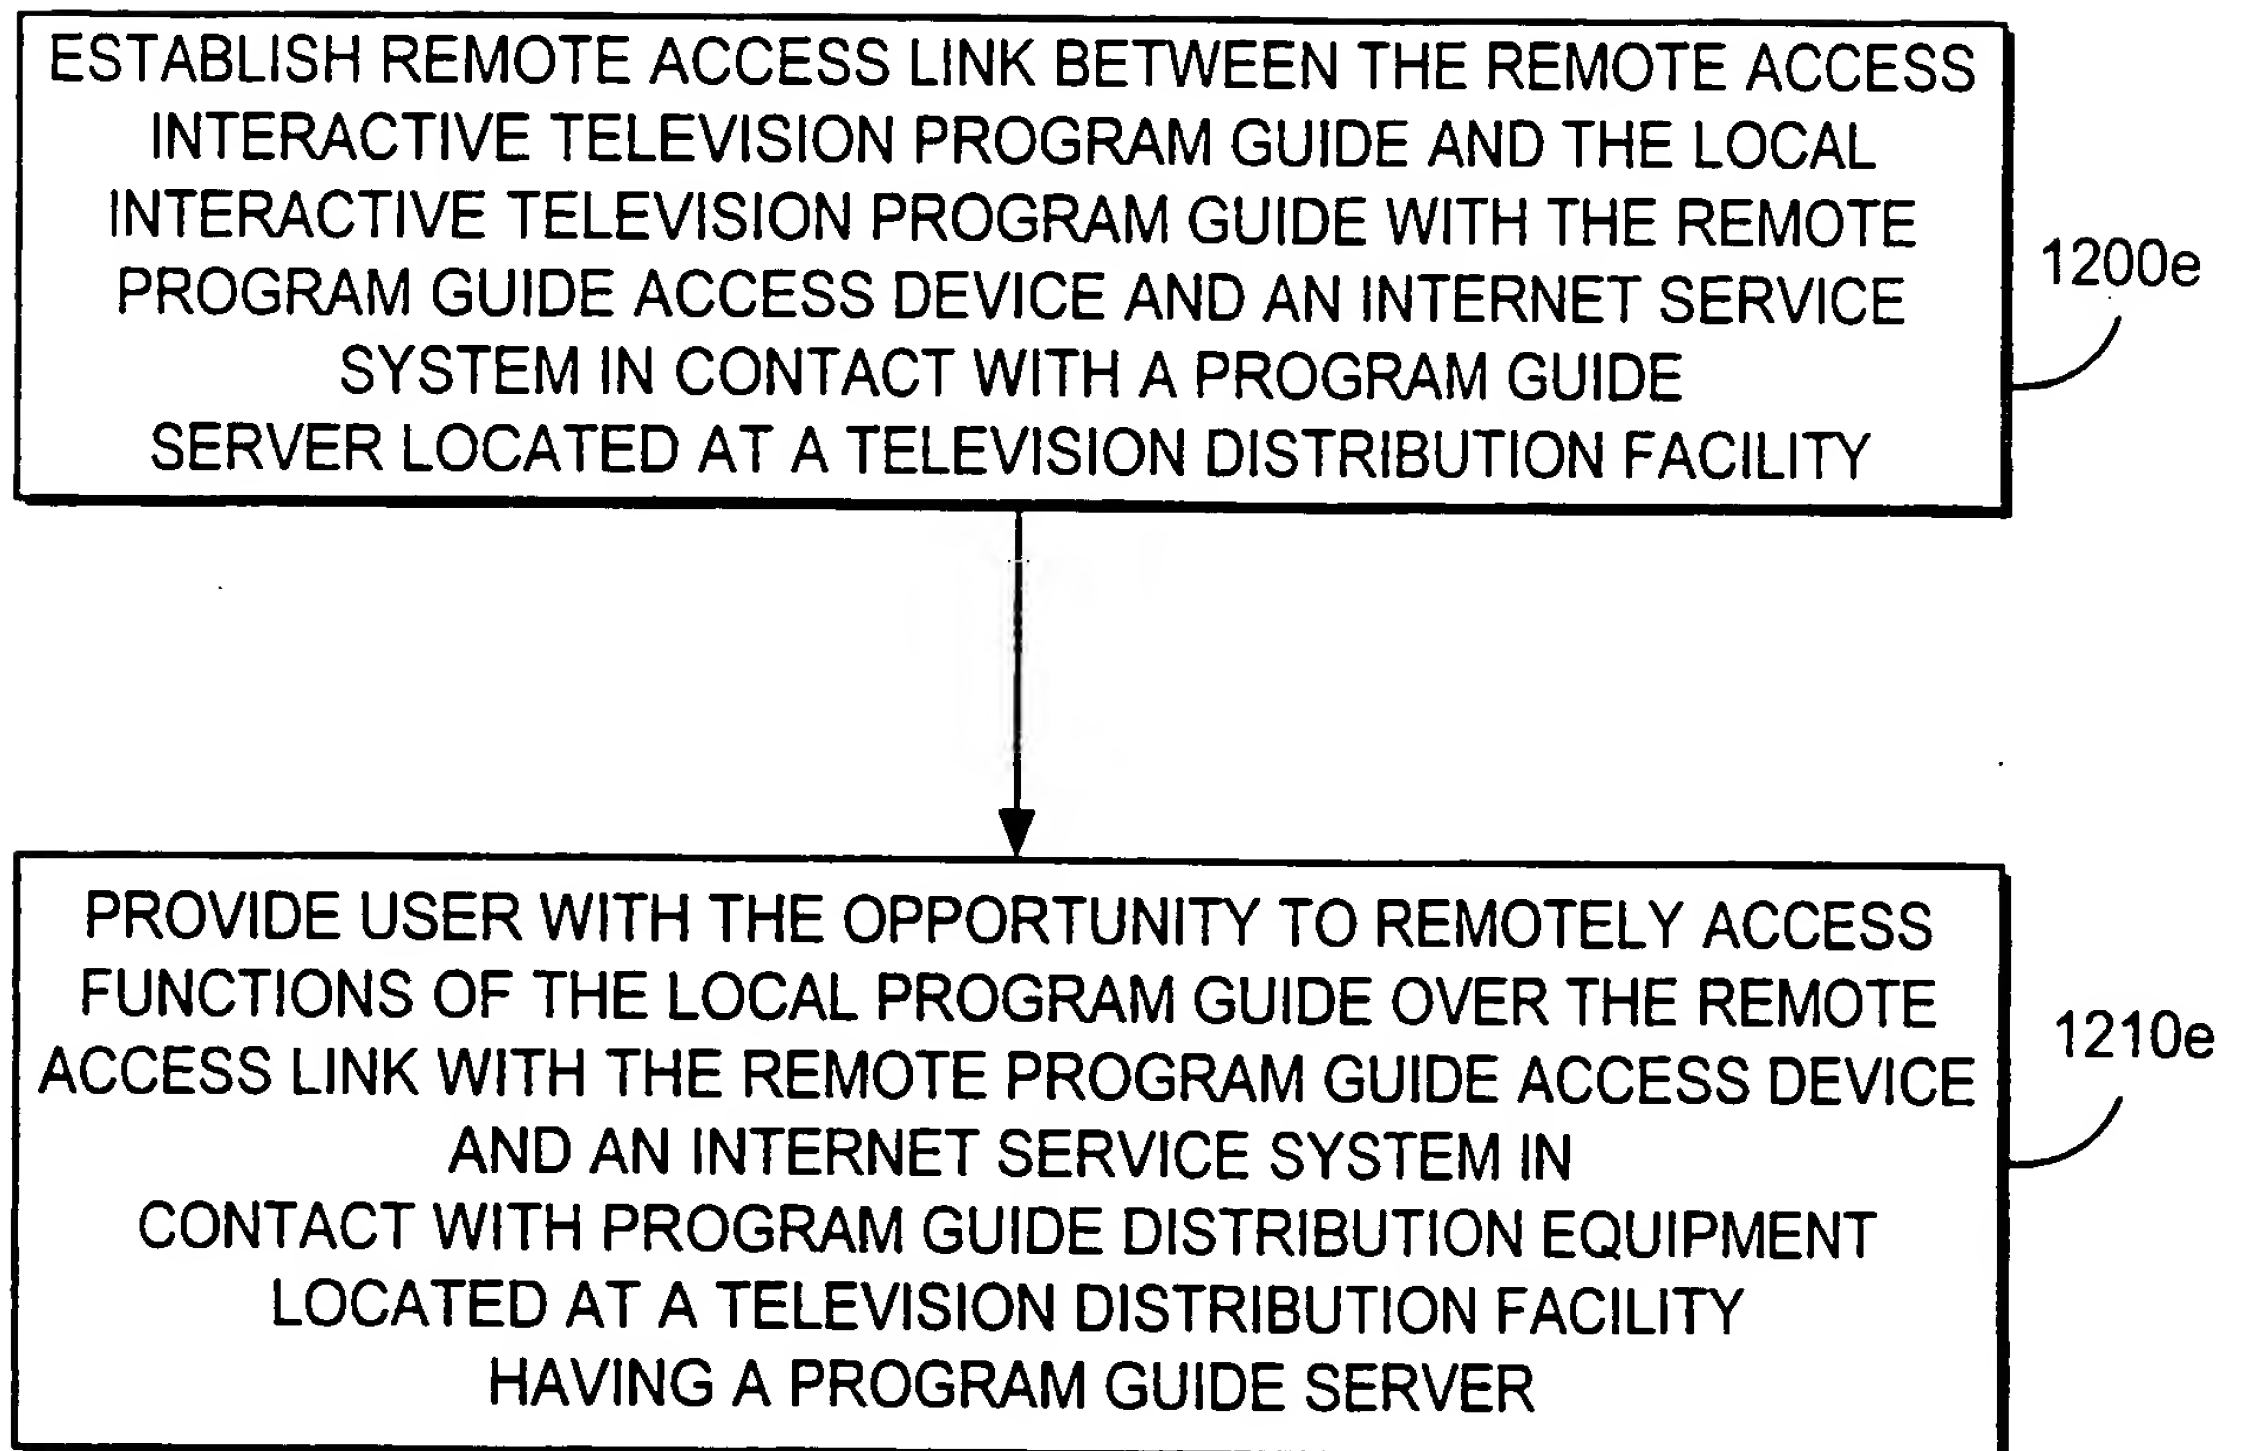 ESTABLISH REMOTE ACCESS LINK BETWEEN THE REMOTE ACCESS
INTERACTIVE TELEVISION PROGRAM GUIDE AND THE LOCAL
INTERACTIVE TELEVISION PROGRAM GUIDE WITH THE REMOTE
PROGRAM GUIDE ACCESS DEVICE AND AN INTERNET SERVICE
SYSTEM IN CONTACT WITH A PROGRAM GUIDE
SERVER LOCATED AT A TELEVISION DISTRIBUTION FACILITY
1200e
PROVIDE USER WITH THE OPPORTUNITY TO REMOTELY ACCESS
FUNCTIONS OF THE LOCAL PROGRAM GUIDE OVER THE REMOTE
ACCESS LINK WITH THE REMOTE PROGRAM GUIDE ACCESS DEVICE
AND AN INTERNET SERVICE SYSTEM IN
CONTACT WITH PROGRAM GUIDE DISTRIBUTION EQUIPMENT
LOCATED AT A TELEVISION DISTRIBUTION FACILITY
HAVING A PROGRAM GUIDE SERVER
1210e